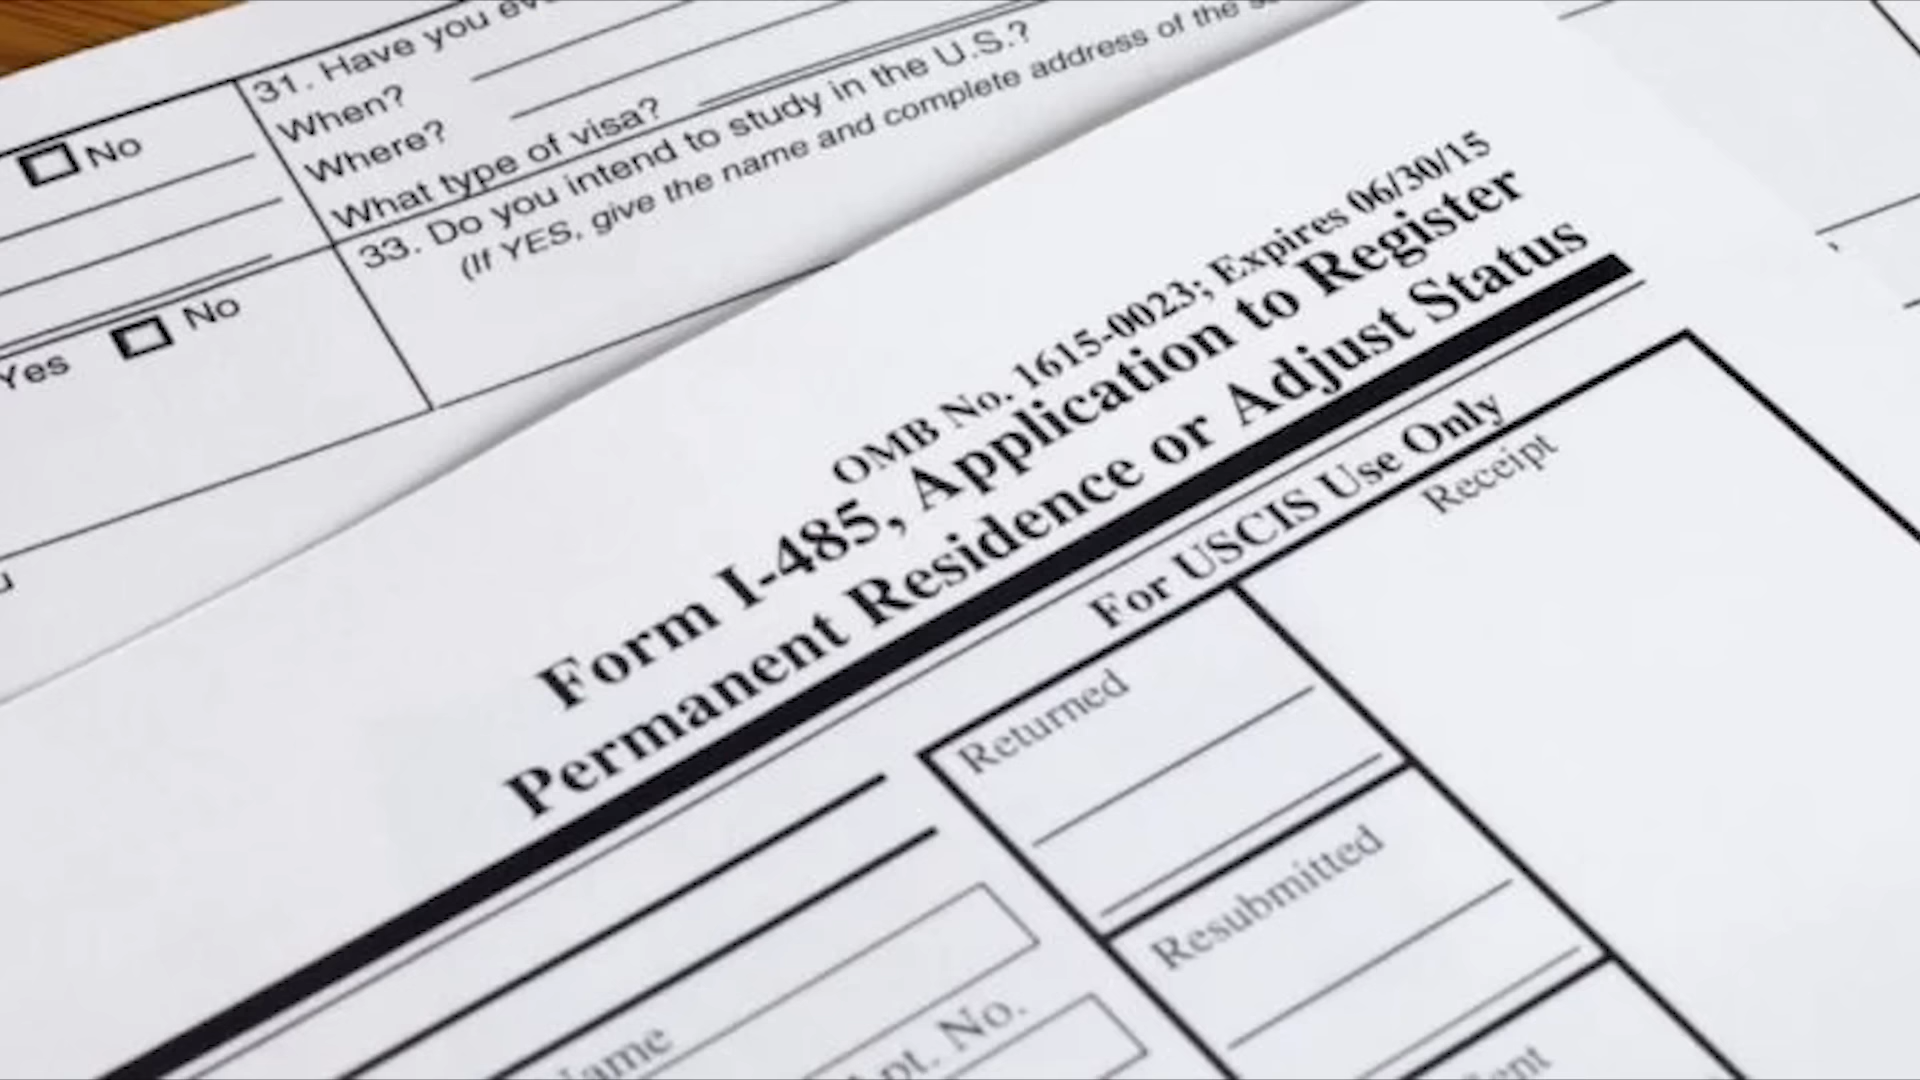 31. Have you
When?
Where?
What type of visa?
No
33. Do you intend to study in the U.S.?
(If YES, give the name and complete address of the
Yes No
OMB No. 1615-0023; Expires 06/30/15
Form I-485, Application to Register
Permanent Residence or Adjust Status
For USCIS Use Only
Returned
Receipt
Resubmitted
No.